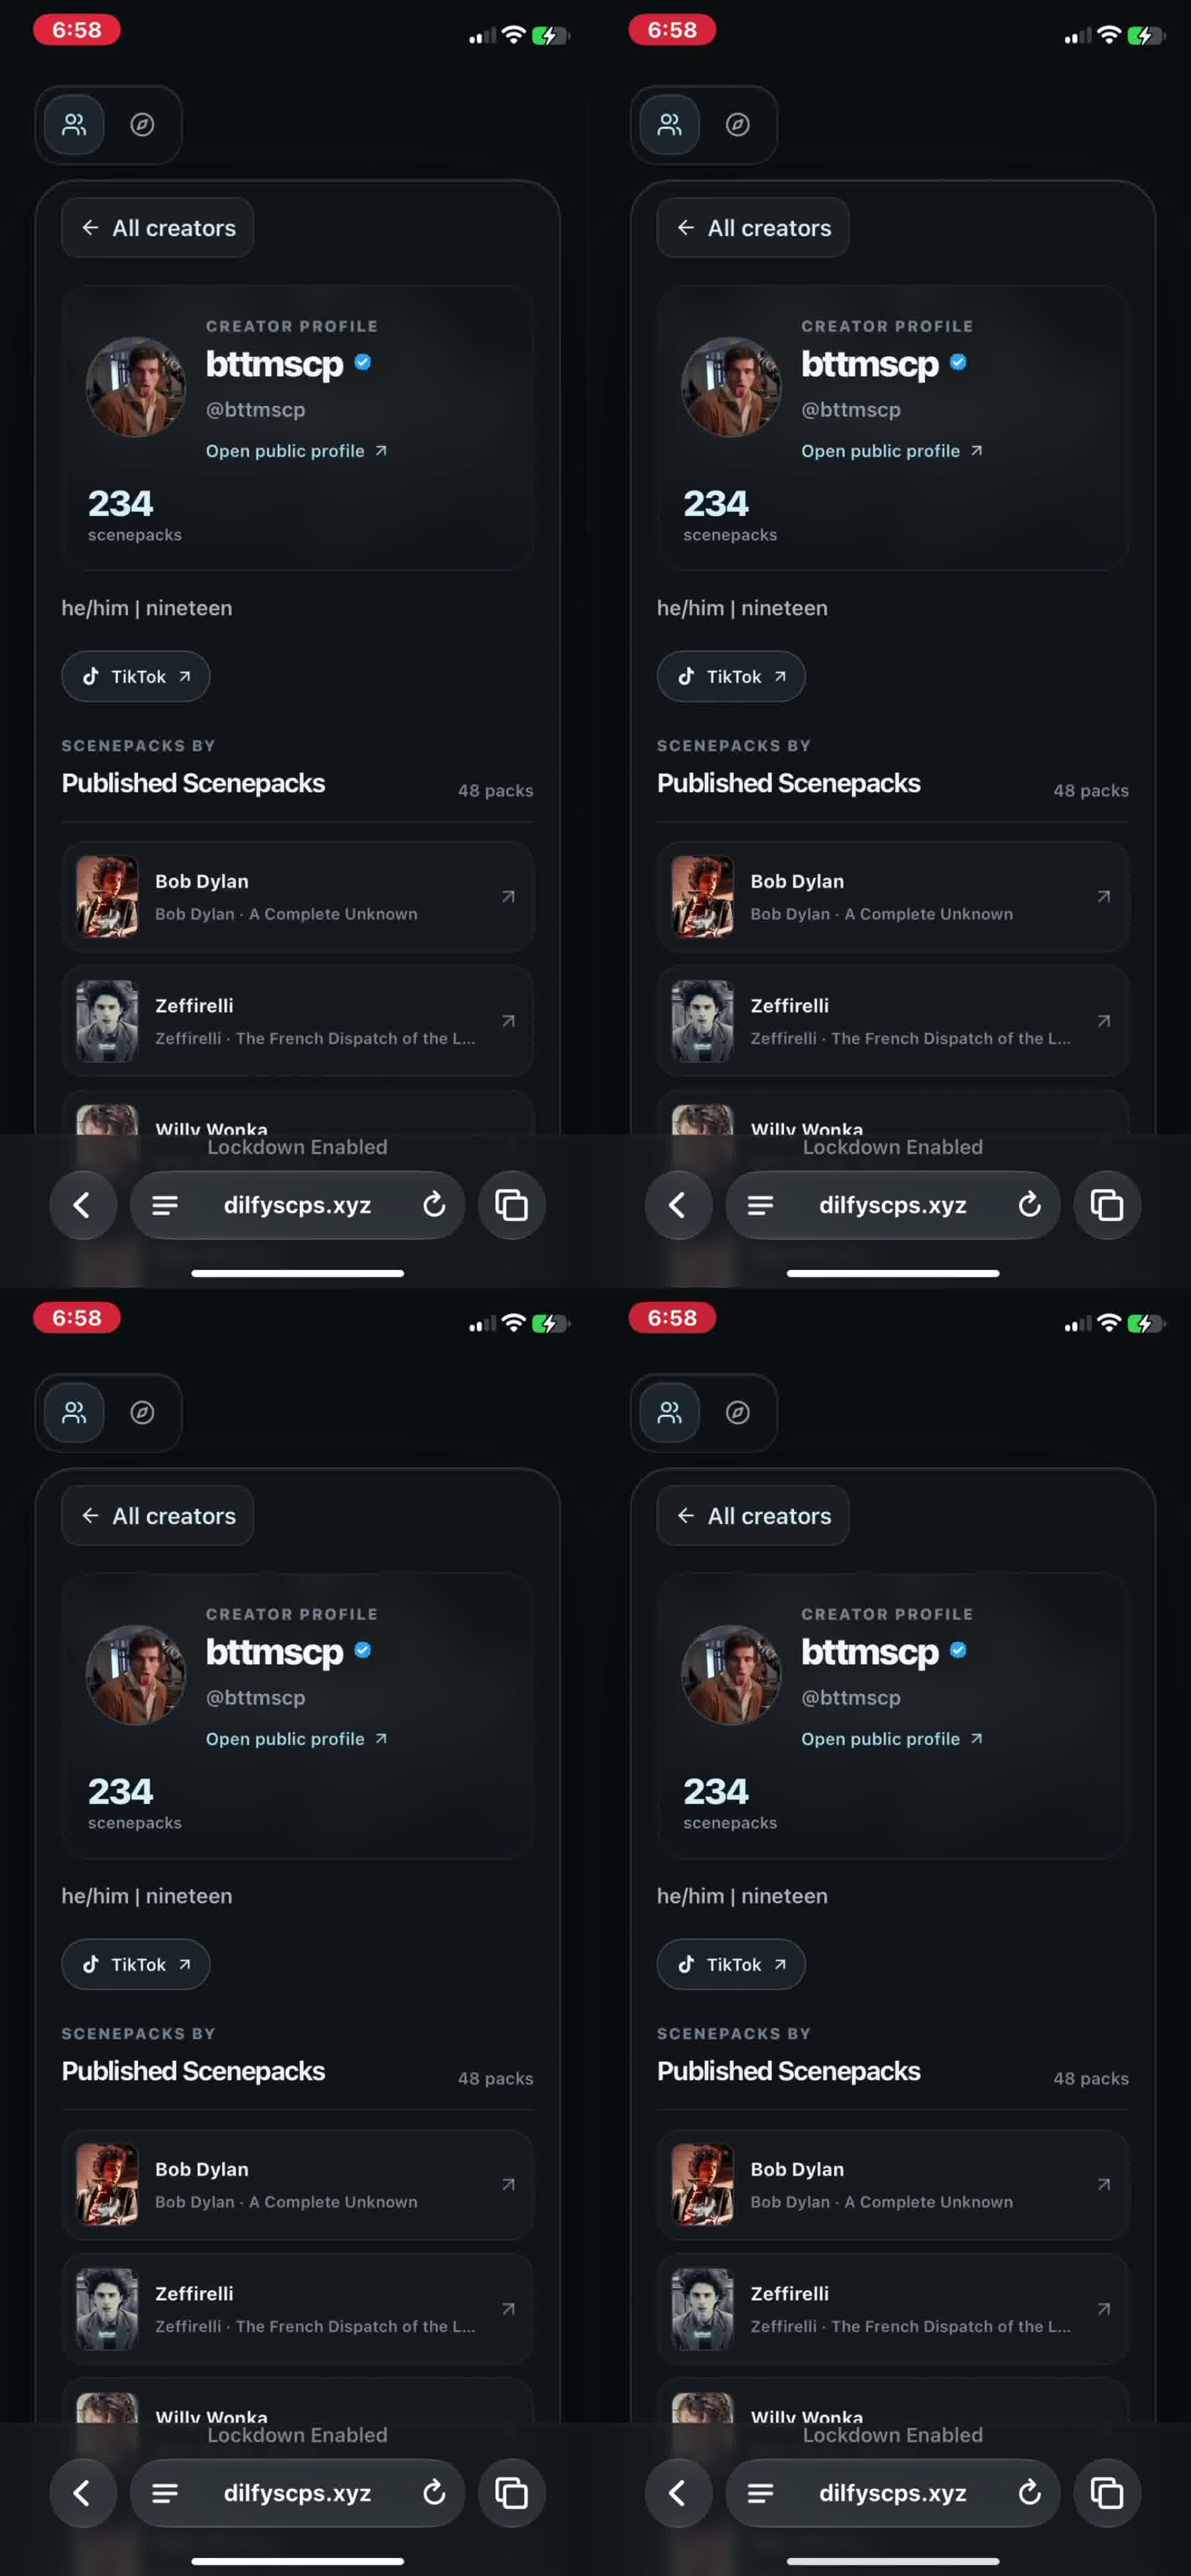 6:58
All creators
CREATOR PROFILE
bttmscp
@bttmscp
Open public profile
234
scenepacks
he/him | nineteen
TikTok
SCENEPACKS BY
Published Scenepacks
48 packs
Bob Dylan
Bob Dylan · A Complete Unknown
Zeffirelli
Zeffirelli · The French Dispatch of the L...
Willy Wonka
Lockdown Enabled
dilfyscps.xyz
6:58
All creators
CREATOR PROFILE
bttmscp
@bttmscp
Open public profile
234
scenepacks
he/him | nineteen
TikTok
SCENEPACKS BY
Published Scenepacks
48 packs
Bob Dylan
Bob Dylan · A Complete Unknown
Zeffirelli
Zeffirelli · The French Dispatch of the L...
Willy Wonka
Lockdown Enabled
dilfyscps.xyz
6:58
All creators
CREATOR PROFILE
bttmscp
@bttmscp
Open public profile
234
scenepacks
he/him | nineteen
TikTok
SCENEPACKS BY
Published Scenepacks
48 packs
Bob Dylan
Bob Dylan · A Complete Unknown
Zeffirelli
Zeffirelli · The French Dispatch of the L...
Willy Wonka
Lockdown Enabled
dilfyscps.xyz
6:58
All creators
CREATOR PROFILE
bttmscp
@bttmscp
Open public profile
234
scenepacks
he/him | nineteen
TikTok
SCENEPACKS BY
Published Scenepacks
48 packs
Bob Dylan
Bob Dylan · A Complete Unknown
Zeffirelli
Zeffirelli · The French Dispatch of the L...
Willy Wonka
Lockdown Enabled
dilfyscps.xyz